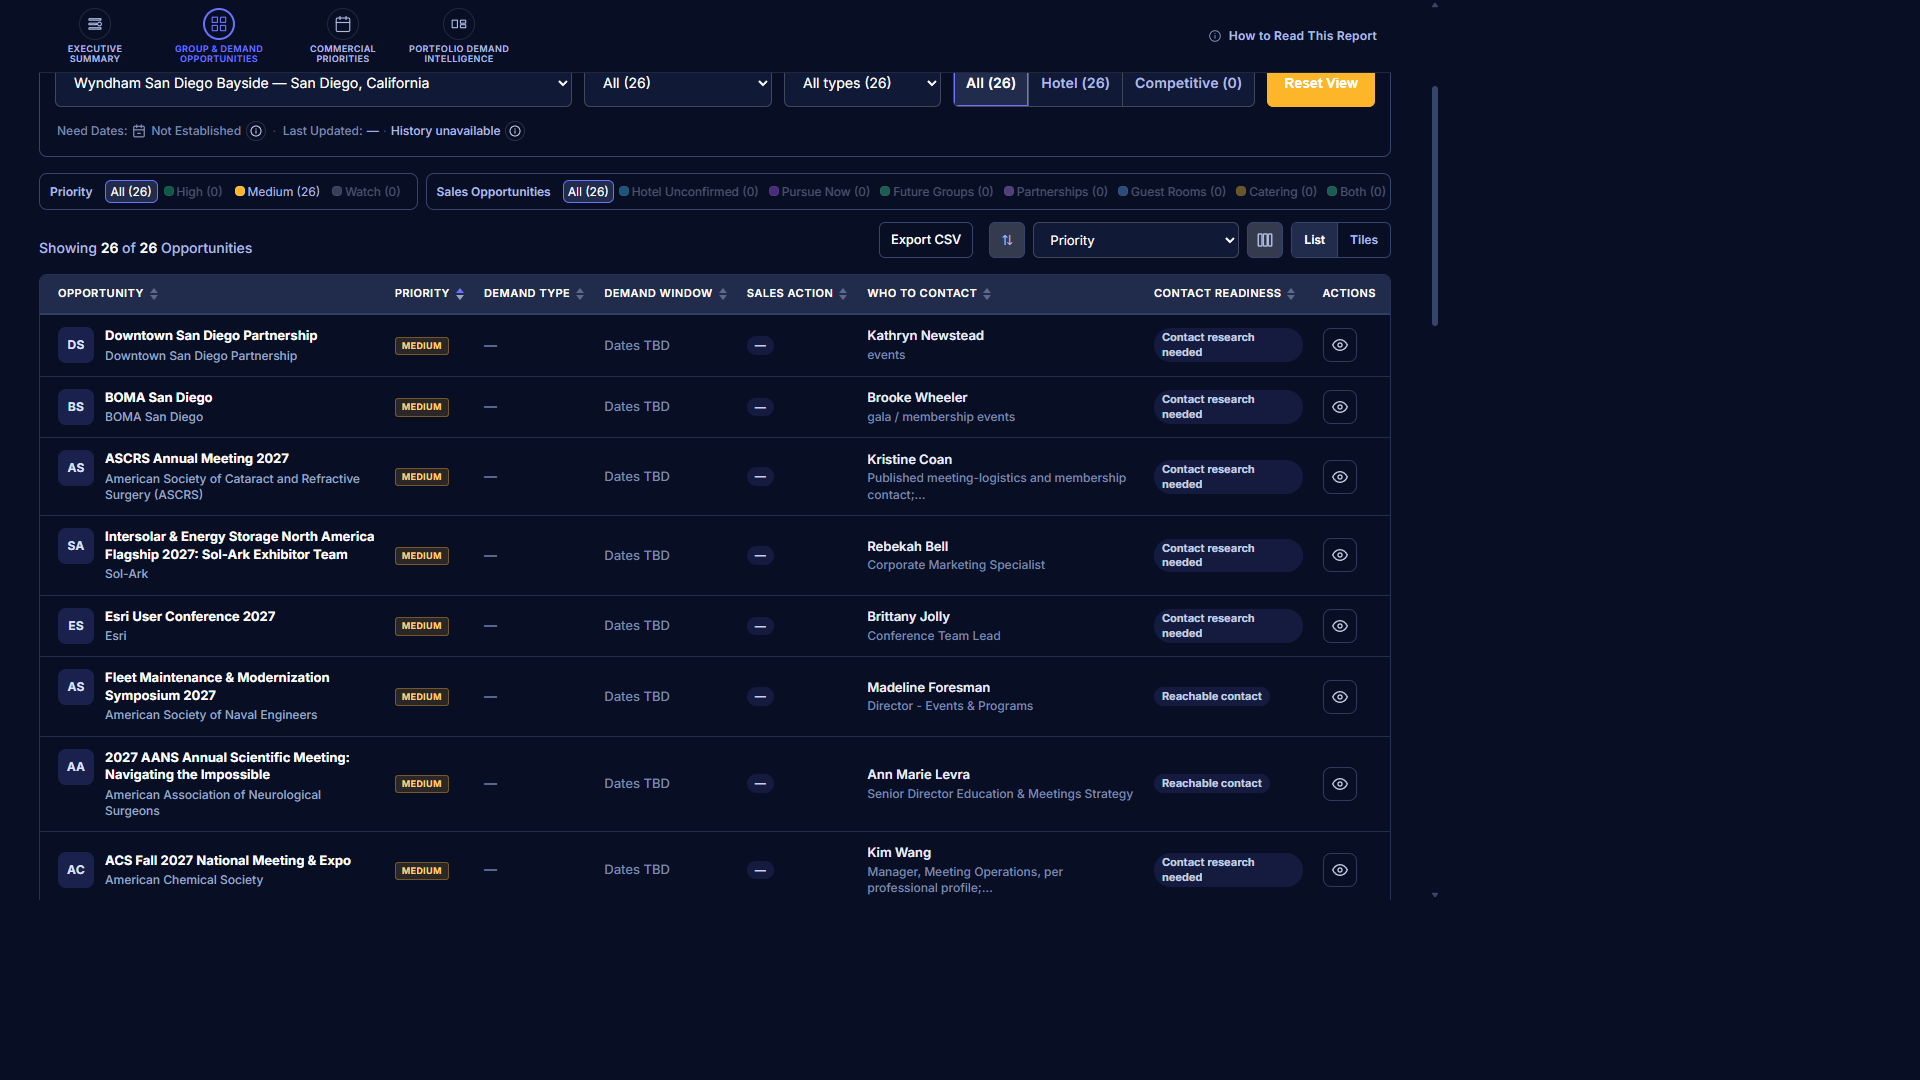 EXECUTIVE
SUMMARY
GROUP & DEMAND
OPPORTUNITIES
COMMERCIAL
PRIORITIES
PORTFOLIO DEMAND
INTELLIGENCE
How to Read This Report
Wyndham San Diego Bayside — San Diego, California
All (26)
All types (26)
All (26)
Hotel (26)
Competitive (0)
Reset View
Need Dates: Not Established · Last Updated: — · History unavailable
Priority All (26) High (0) Medium (26) Watch (0)
Sales Opportunities All (26) Hotel Unconfirmed (0) Pursue Now (0) Future Groups (0) Partnerships (0) Guest Rooms (0) Catering (0) Both (0)
Showing 26 of 26 Opportunities
Export CSV
Priority
List
Tiles
OPPORTUNITY PRIORITY DEMAND TYPE DEMAND WINDOW SALES ACTION WHO TO CONTACT CONTACT READINESS ACTIONS
DS
Downtown San Diego Partnership
Downtown San Diego Partnership
MEDIUM
—
Dates TBD
—
Kathryn Newstead
events
Contact research
needed
BS
BOMA San Diego
BOMA San Diego
MEDIUM
—
Dates TBD
—
Brooke Wheeler
gala / membership events
Contact research
needed
AS
ASCRS Annual Meeting 2027
American Society of Cataract and Refractive
Surgery (ASCRS)
MEDIUM
—
Dates TBD
—
Kristine Coan
Published meeting-logistics and membership
contact;...
Contact research
needed
SA
Intersolar & Energy Storage North America
Flagship 2027: Sol-Ark Exhibitor Team
Sol-Ark
MEDIUM
—
Dates TBD
—
Rebekah Bell
Corporate Marketing Specialist
Contact research
needed
ES
Esri User Conference 2027
Esri
MEDIUM
—
Dates TBD
—
Brittany Jolly
Conference Team Lead
Contact research
needed
AS
Fleet Maintenance & Modernization
Symposium 2027
American Society of Naval Engineers
MEDIUM
—
Dates TBD
—
Madeline Foresman
Director - Events & Programs
Reachable contact
AA
2027 AANS Annual Scientific Meeting:
Navigating the Impossible
American Association of Neurological
Surgeons
MEDIUM
—
Dates TBD
—
Ann Marie Levra
Senior Director Education & Meetings Strategy
Reachable contact
AC
ACS Fall 2027 National Meeting & Expo
American Chemical Society
MEDIUM
—
Dates TBD
—
Kim Wang
Manager, Meeting Operations, per
professional profile;...
Contact research
needed